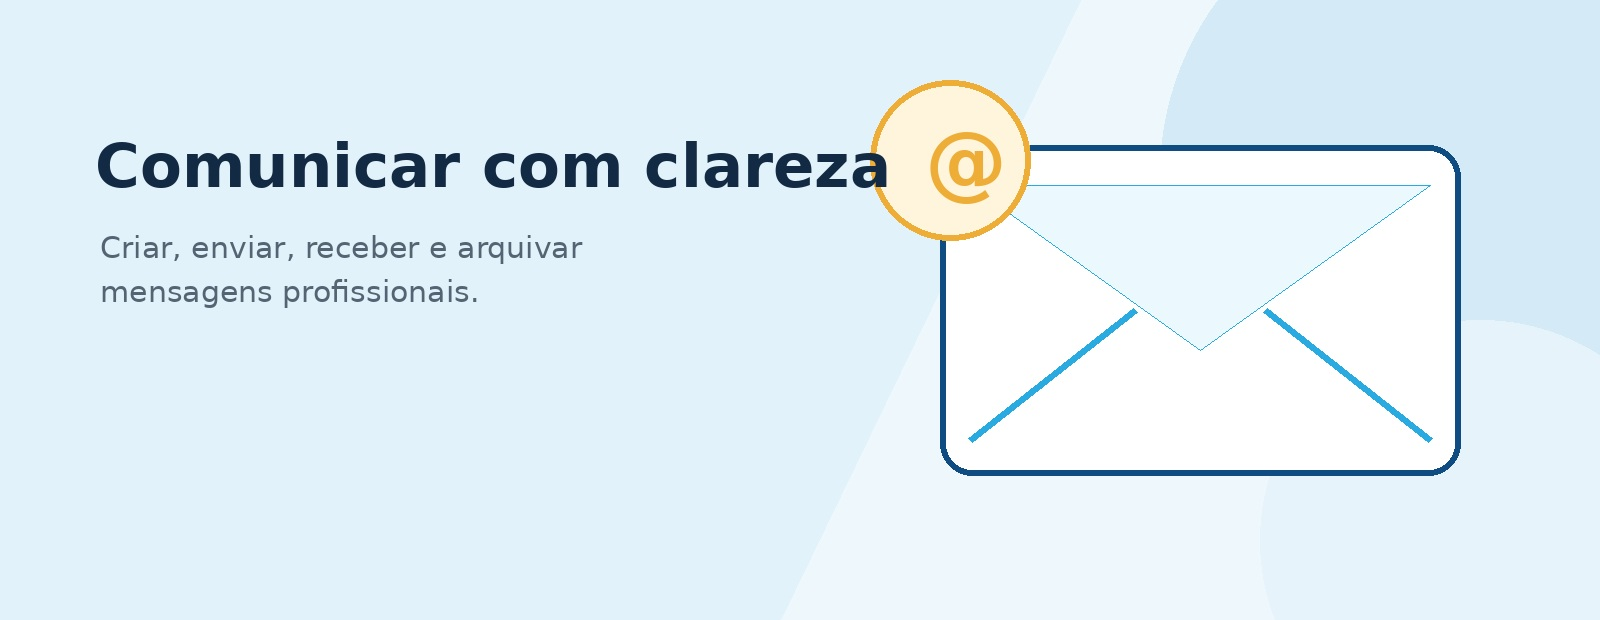 Comunicar com clareza
@
Criar, enviar, receber e arquivar
mensagens profissionais.